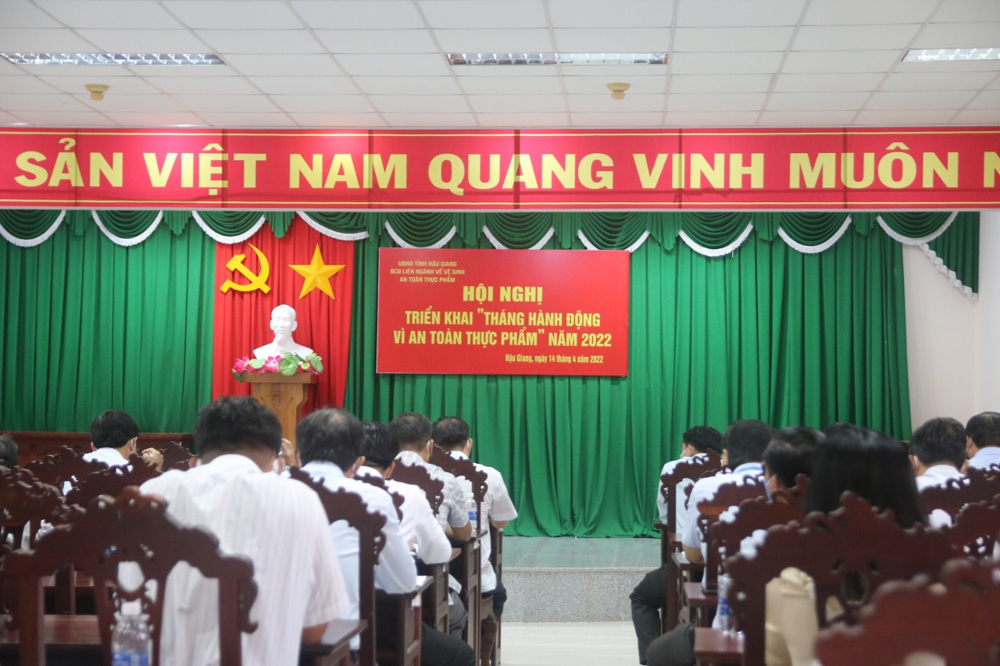 SẢN VIỆT NAM QUANG VINH MUÔN N
UBND TỈNH HẬU GIANG
BCĐ LIÊN NGÀNH VỀ VỆ SINH
AN TOÀN THỰC PHẨM
HỘI NGHỊ
TRIỂN KHAI "THÁNG HÀNH ĐỘNG
VÌ AN TOÀN THỰC PHẨM" NĂM 2022
Hậu Giang, ngày 14 tháng 4 năm 2022